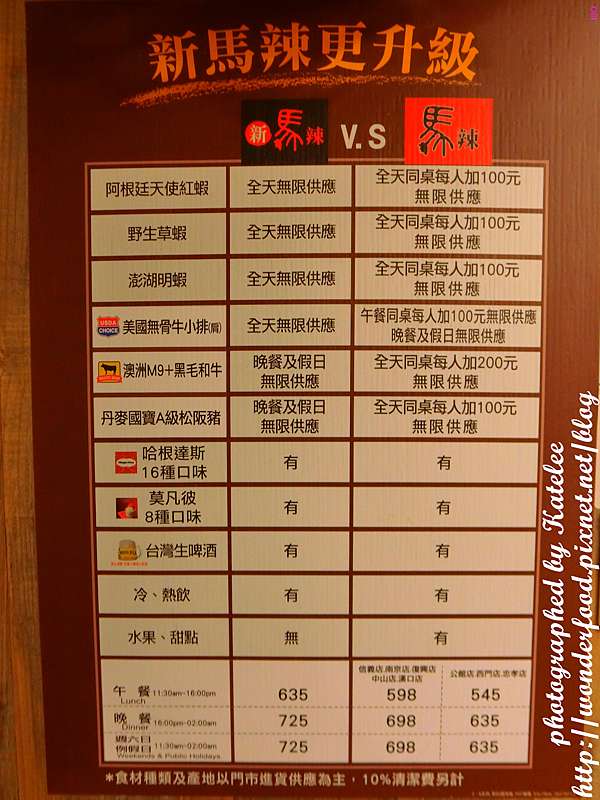 新馬辣更升級
新馬辣 V.S 馬辣
阿根廷天使紅蝦 全天無限供應 全天同桌每人加100元
無限供應
野生草蝦 全天無限供應 全天同桌每人加100元
無限供應
澎湖明蝦 全天無限供應 全天同桌每人加100元
無限供應
USDA
CHOICE
美國無骨牛小排(肩) 全天無限供應 午餐同桌每人加100元無限供應
晚餐及假日無限供應
澳洲M9+黑毛和牛 晚餐及假日
無限供應 全天同桌每人加200元
無限供應
丹麥國寶A級松阪豬 晚餐及假日
無限供應 全天同桌每人加100元
無限供應
哈根達斯
16種口味 有 有
莫凡彼
8種口味 有 有
台灣生啤酒 有 有
冷、熱飲 有 有
水果、甜點 無 有
信義店.南京店.復興店
中山店.漢口店 公館店.西門店.忠孝店
午餐 11:30am~16:00pm 635 598 545
Lunch
晚餐 16:00pm~02:00am 725 698 635
Dinner
週六日
例假日 11:30am~02:00am 725 698 635
Weekends & Public Holidays
*食材種類及產地以門市進貨供應為主，10%清潔費另計
photographed by Katelee
http://wonderfood.pixnet.net/blog